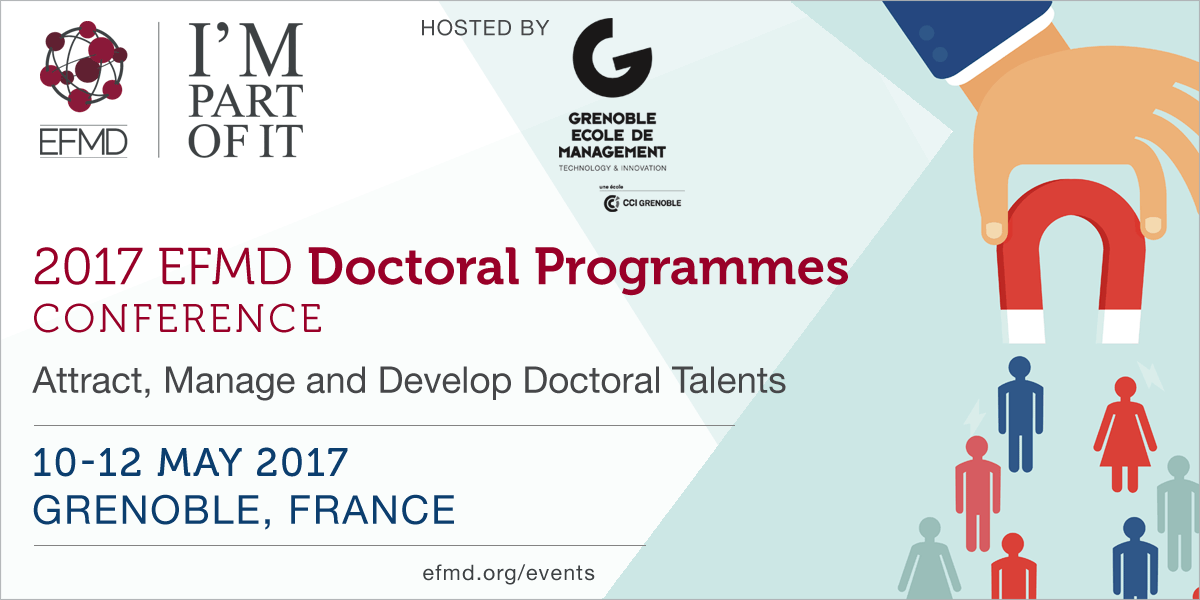 EFMD
I'M
PART
OF IT
HOSTED BY
G
GRENOBLE
ECOLE DE
MANAGEMENT
TECHNOLOGY & INNOVATION
une école
CCI GRENOBLE
2017 EFMD Doctoral Programmes
CONFERENCE
Attract, Manage and Develop Doctoral Talents
10-12 MAY 2017
GRENOBLE, FRANCE
efmd.org/events